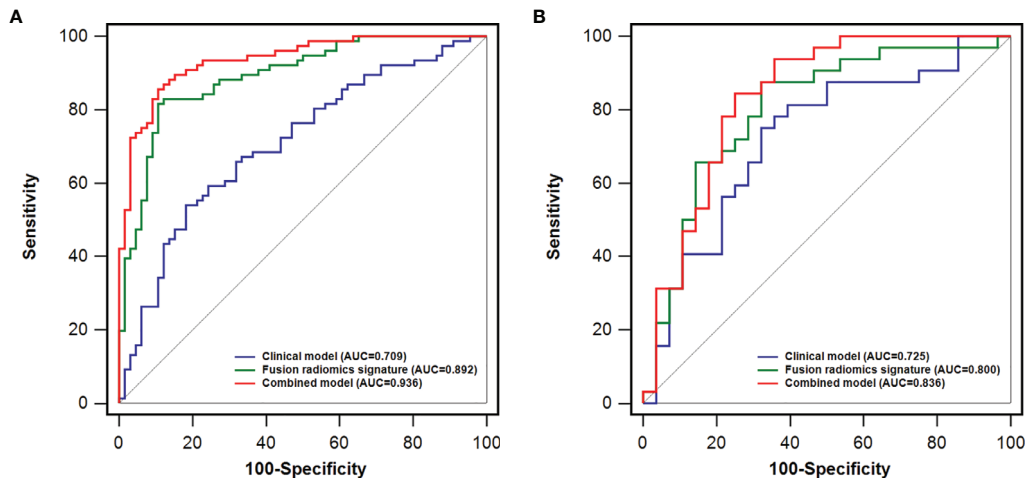 A
100
80
60
40
20
0
Sensitivity
Clinical model (AUC=0.709)
Fusion radiomics signature (AUC=0.892)
Combined model (AUC=0.936)
0 20 40 60 80 100
100-Specificity
B
100
80
60
40
20
0
Sensitivity
Clinical model (AUC=0.725)
Fusion radiomics signature (AUC=0.800)
Combined model (AUC=0.836)
0 20 40 60 80 100
100-Specificity